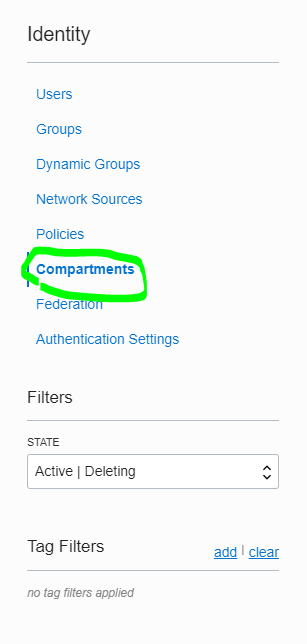 Identity
Users
Groups
Dynamic Groups
Network Sources
Policies
Compartments
Federation
Authentication Settings
Filters
STATE
Active | Deleting
Tag Filters add | clear
no tag filters applied